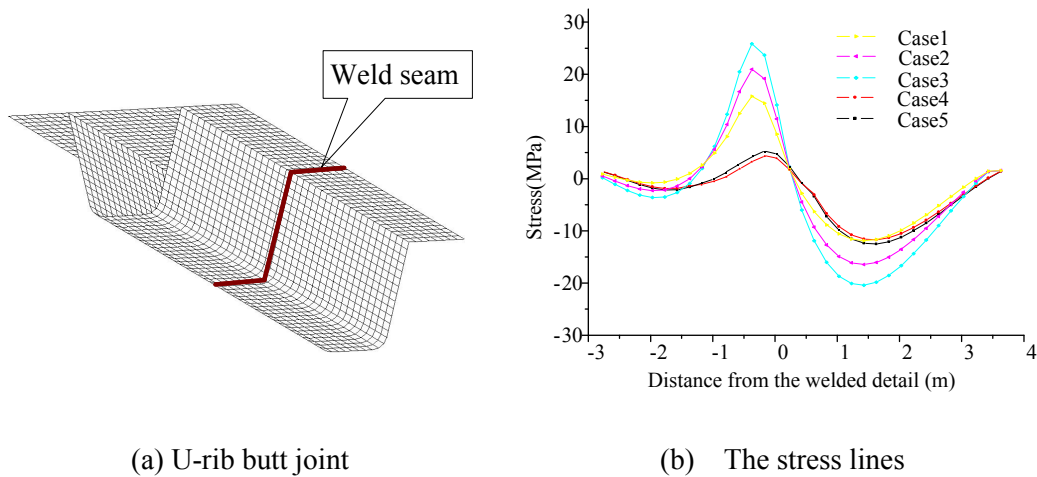 Weld seam
(a) U-rib butt joint
30
20
10
0
-10
-20
-30
Stress(MPa)
Case1
Case2
Case3
Case4
Case5
-3 -2 -1 0 1 2 3 4
Distance from the welded detail (m)
(b) The stress lines